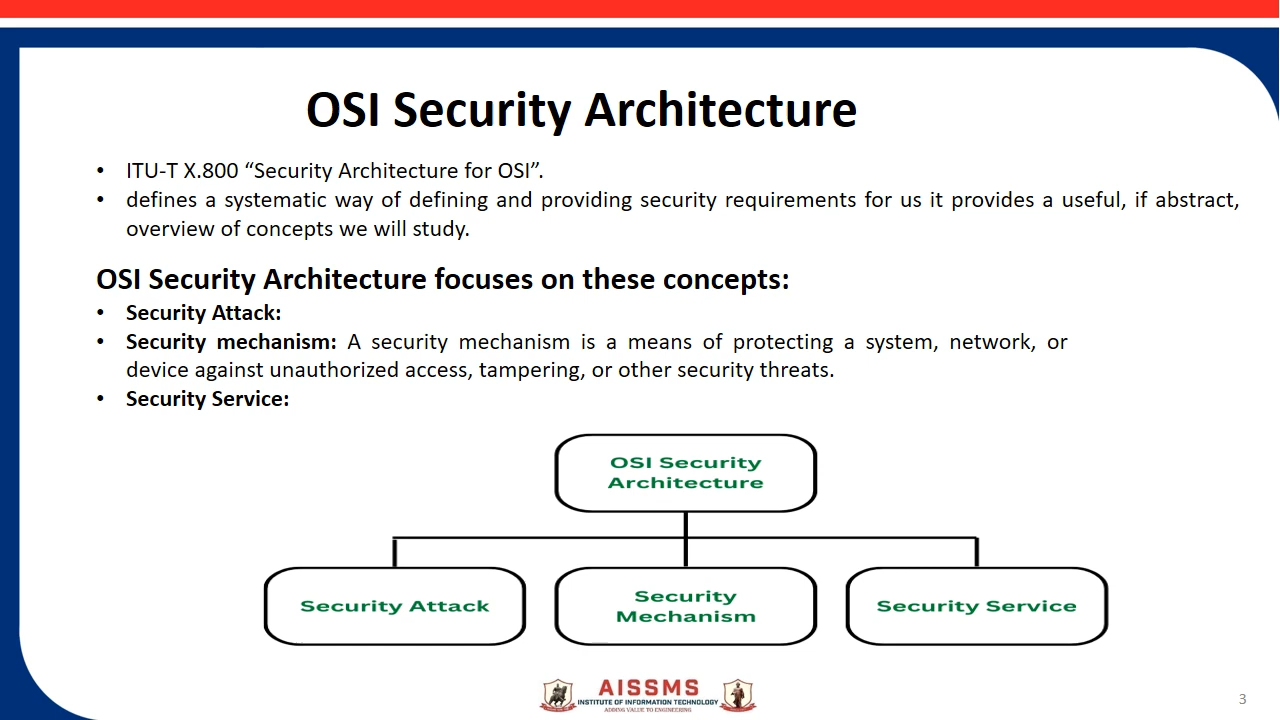 OSI Security Architecture
• ITU-T X.800 “Security Architecture for OSI”.
• defines a systematic way of defining and providing security requirements for us it provides a useful, if abstract,
overview of concepts we will study.
OSI Security Architecture focuses on these concepts:
• Security Attack:
• Security mechanism: A security mechanism is a means of protecting a system, network, or
device against unauthorized access, tampering, or other security threats.
• Security Service:
OSI Security
Architecture
Security Attack
Security
Mechanism
Security Service
AISSMS
INSTITUTE OF INFORMATION TECHNOLOGY
ADDING VALUE TO ENGINEERING
3